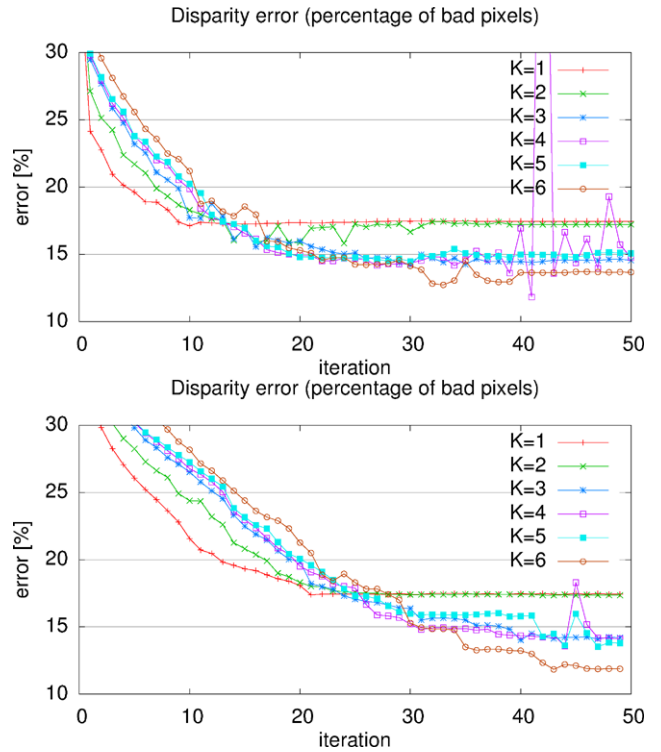 Disparity error (percentage of bad pixels)
30
25
20
15
10
error [%]
K=1
K=2
K=3
K=4
K=5
K=6
0 10 20 30 40 50
iteration
Disparity error (percentage of bad pixels)
30
25
20
15
10
error [%]
K=1
K=2
K=3
K=4
K=5
K=6
0 10 20 30 40 50
iteration